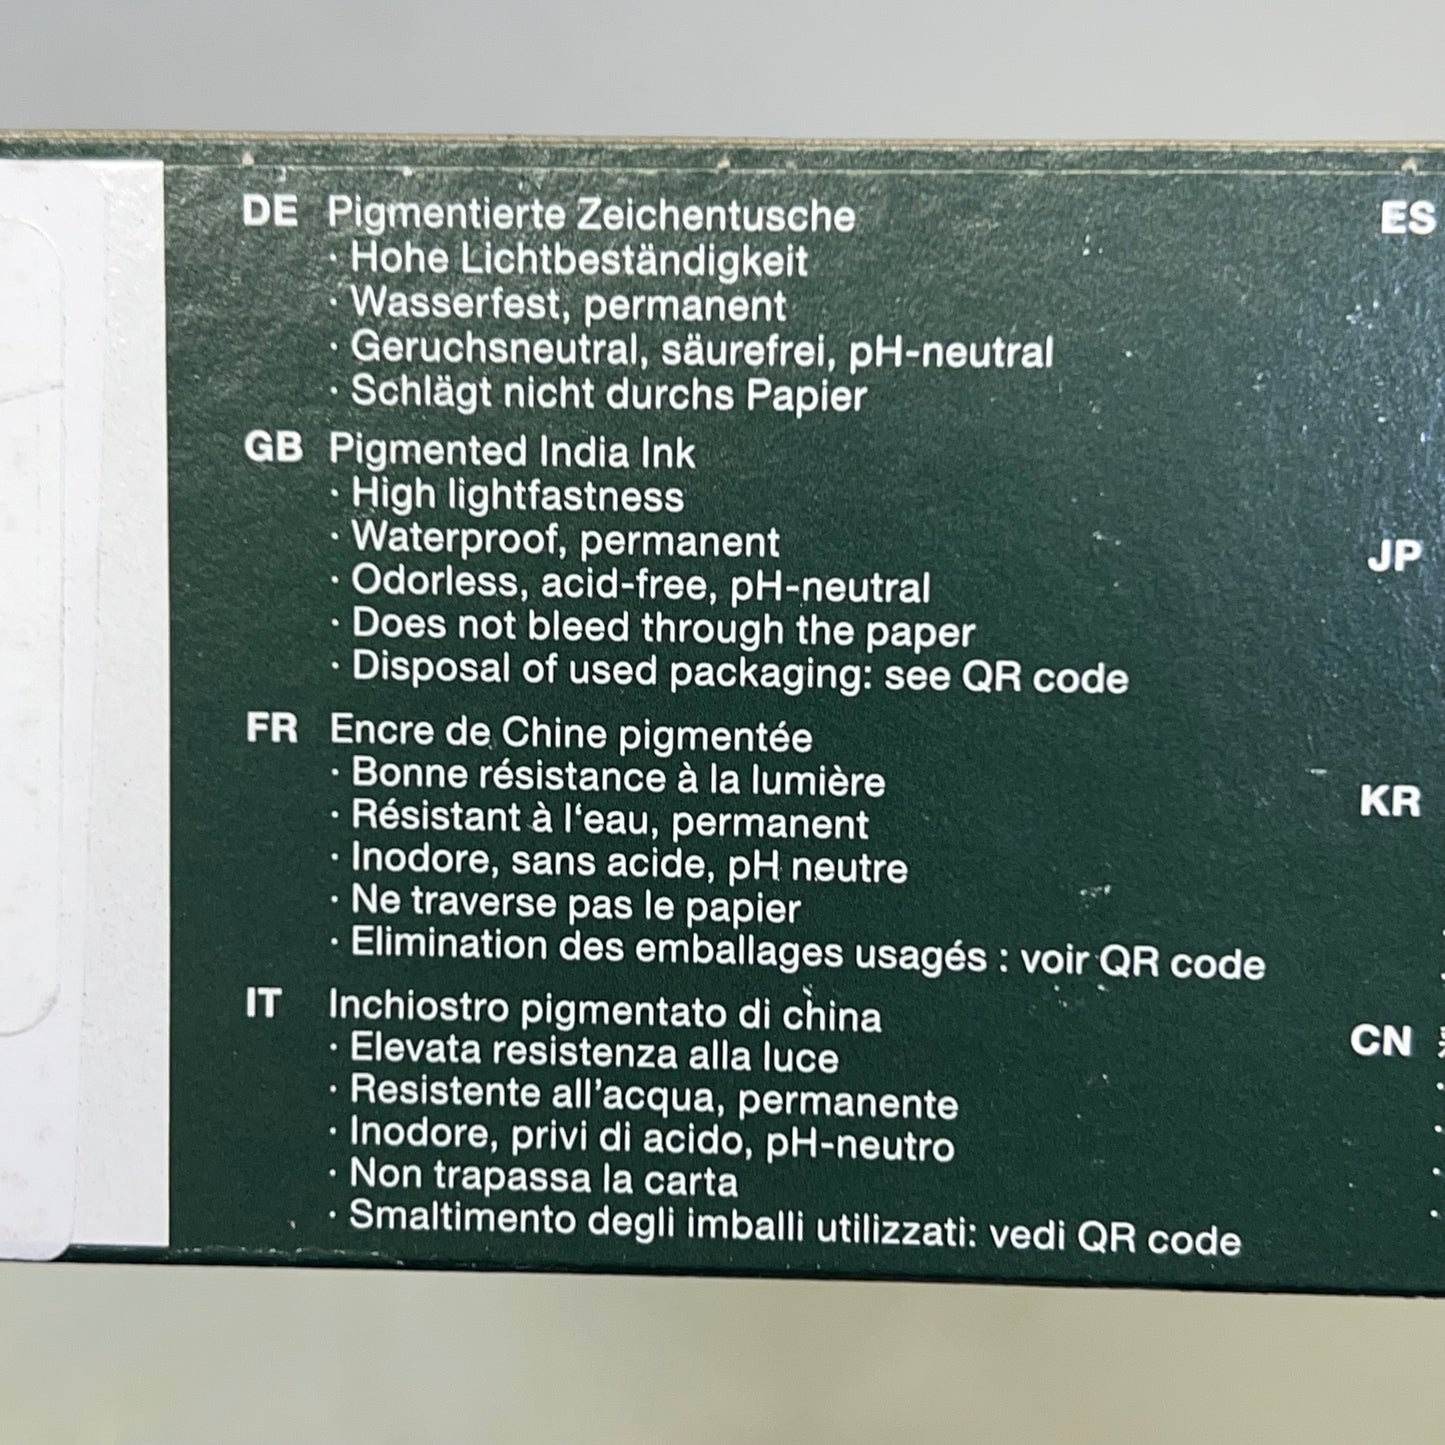 DE Pigmentierte Zeichentusche
· Hohe Lichtbeständigkeit
· Wasserfest, permanent
· Geruchsneutral, säurefrei, pH-neutral
· Schlägt nicht durchs Papier
GB Pigmented India Ink
· High lightfastness
· Waterproof, permanent
· Odorless, acid-free, pH-neutral
· Does not bleed through the paper
· Disposal of used packaging: see QR code
FR Encre de Chine pigmentée
· Bonne résistance à la lumière
· Résistant à l‘eau, permanent
· Inodore, sans acide, pH neutre
· Ne traverse pas le papier
· Elimination des emballages usagés : voir QR code
IT Inchiostro pigmentato di china
· Elevata resistenza alla luce
· Resistente all’acqua, permanente
· Inodore, privi di acido, pH-neutro
· Non trapassa la carta
· Smaltimento degli imballi utilizzati: vedi QR code
ES
JP
KR
CN